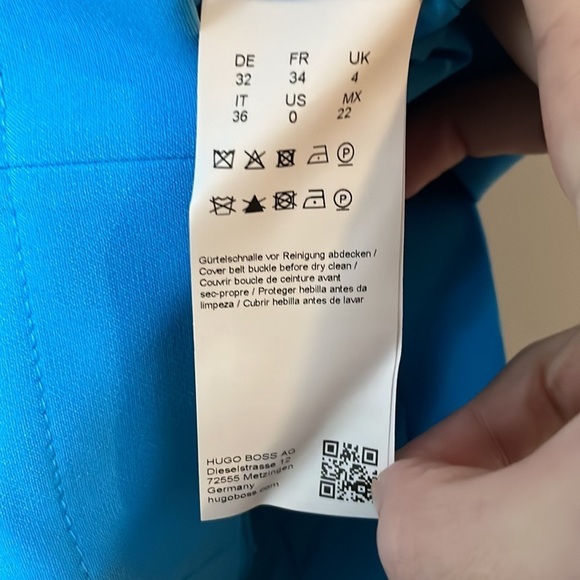 DE FR UK
32 34 4
IT US MX
36 0 22
P
P
Gürtelschnalle vor Reinigung abdecken /
Cover belt buckle before dry clean /
Couvrir boucle de ceinture avant
sec-propre / Proteger hebilla antes da
limpeza / Cubrir hebilla antes de lavar
HUGO BOSS AG
Dieselstrasse 12
72555 Metzingen
Germany
hugoboss.com